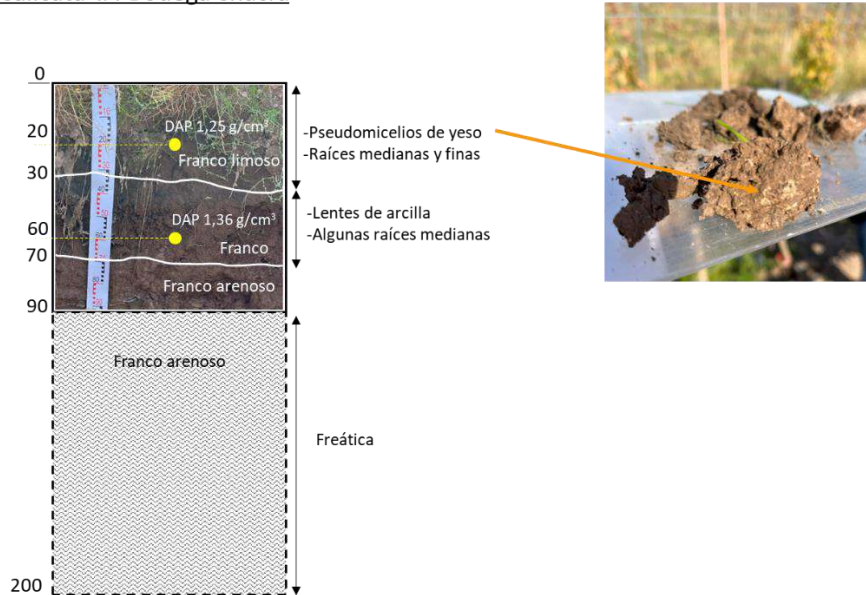 0
20
30
60
70
90
200
DAP 1,25 g/cm³
Franco limoso
DAP 1,36 g/cm³
Franco
Franco arenoso
Franco arenoso
-Pseudomicelios de yeso
-Raíces medianas y finas
-Lentes de arcilla
-Algunas raíces medianas
Freática